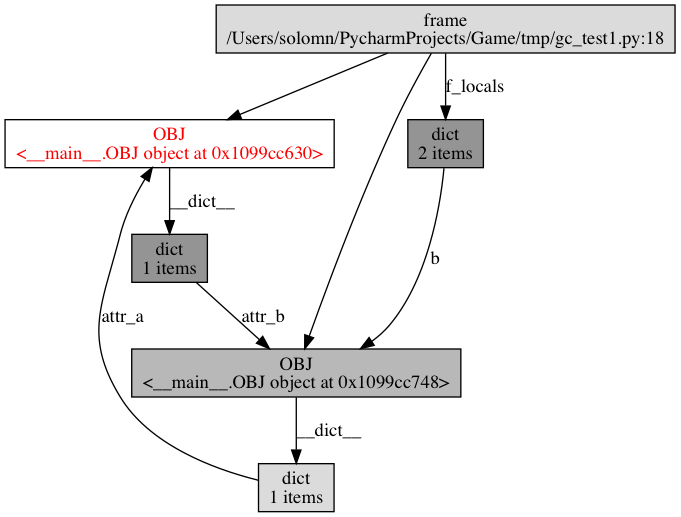 frame
/Users/solomn/PycharmProjects/Game/tmp/gc_test1.py:18
f_locals
OBJ
<__main__.OBJ object at 0x1099cc630>
dict
2 items
__dict__
dict
1 items
b
attr_a
attr_b
OBJ
<__main__.OBJ object at 0x1099cc748>
__dict__
dict
1 items